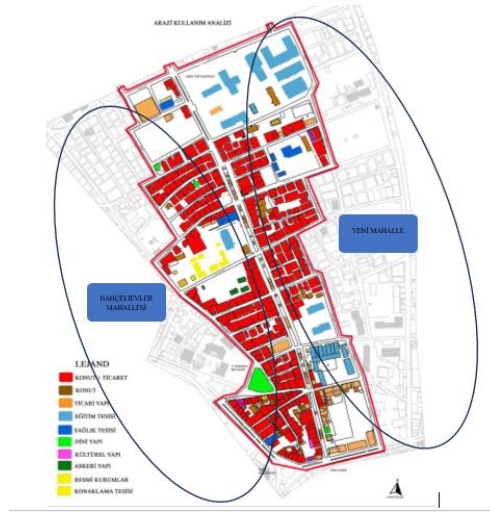 ARAZİ KULLANIM ANALİZİ
YENİ MAHALLE
BAHÇELİEVLER
MAHALLESİ
LEJAND
KONUT + TİCARET
KONUT
TİCARİ YAPI
EĞİTİM TESİSİ
SAĞLIK TESİSİ
DİNİ YAPI
KÜLTÜREL YAPI
ASKERİ YAPI
RESMİ KURUMLAR
KONAKLAMA TESİSİ